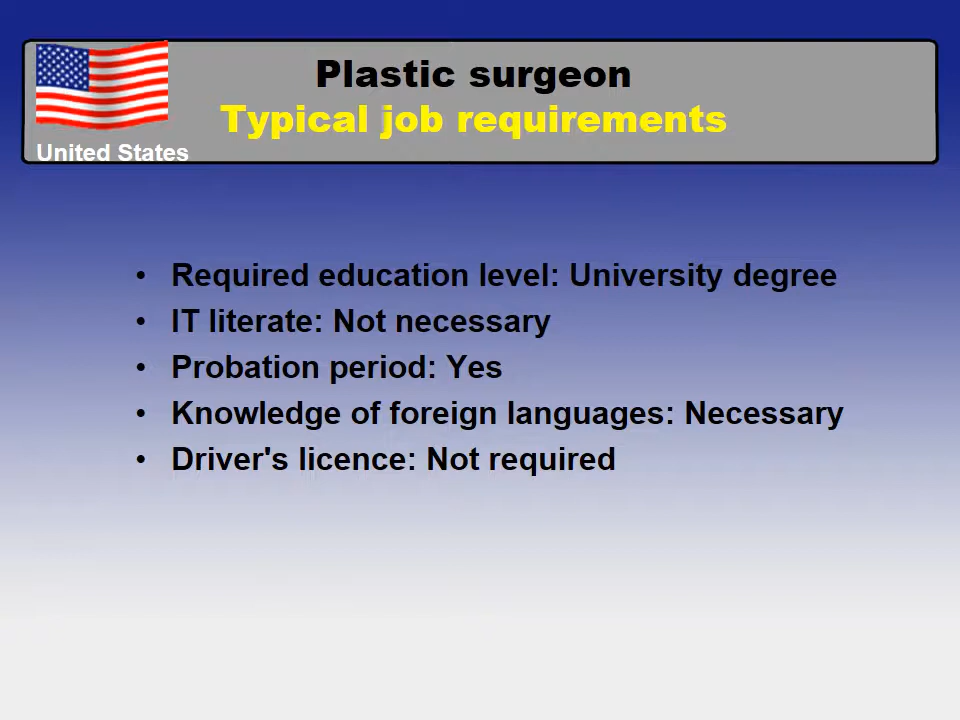 Plastic surgeon
Typical job requirements
United States
• Required education level: University degree
• IT literate: Not necessary
• Probation period: Yes
• Knowledge of foreign languages: Necessary
• Driver's licence: Not required